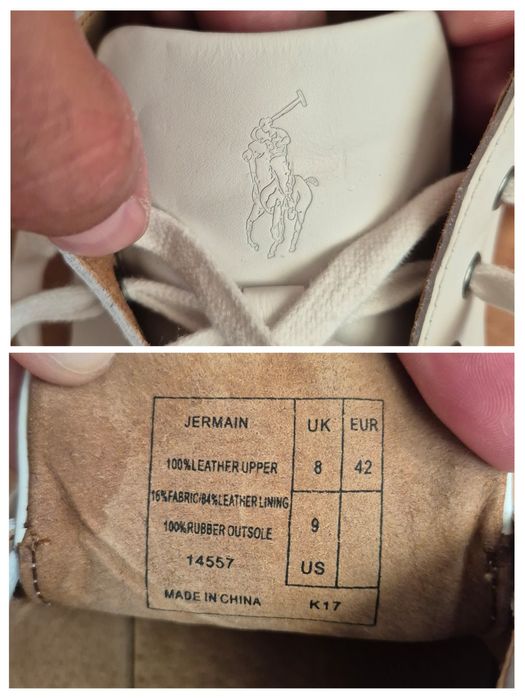 JERMAIN UK EUR
100%LEATHER UPPER 8 42
16%FABRIC/84%LEATHER LINING
100%RUBBER OUTSOLE 9
14557 US
MADE IN CHINA K17